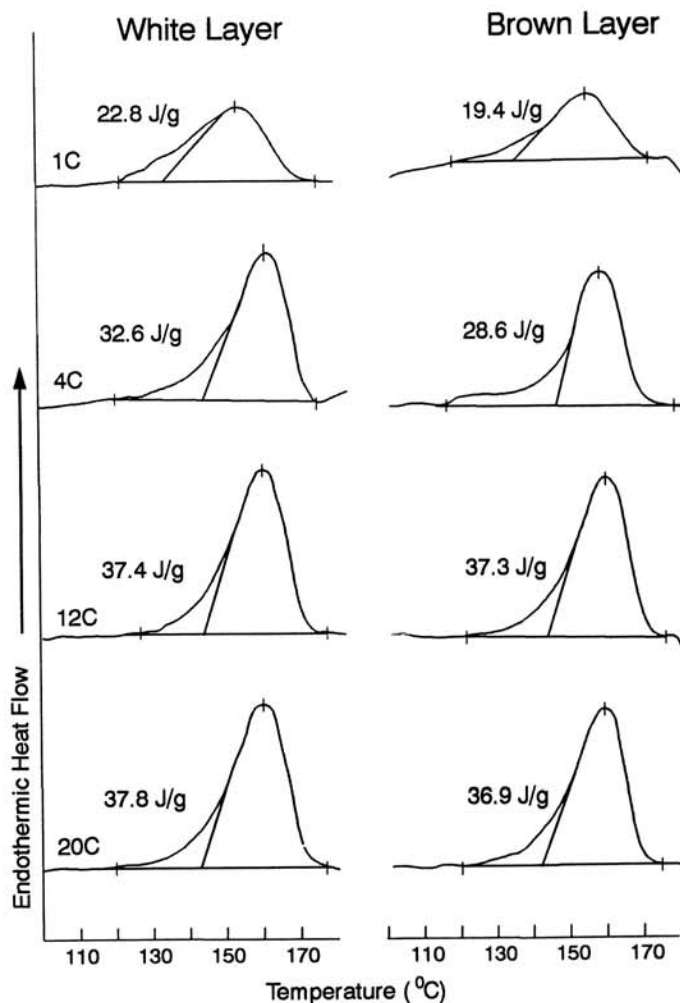 White Layer
Brown Layer
22.8 J/g
19.4 J/g
1C
32.6 J/g
28.6 J/g
4C
37.4 J/g
37.3 J/g
12C
37.8 J/g
36.9 J/g
20C
Endothermic Heat Flow
110 130 150 170
110 130 150 170
Temperature (⁰C)